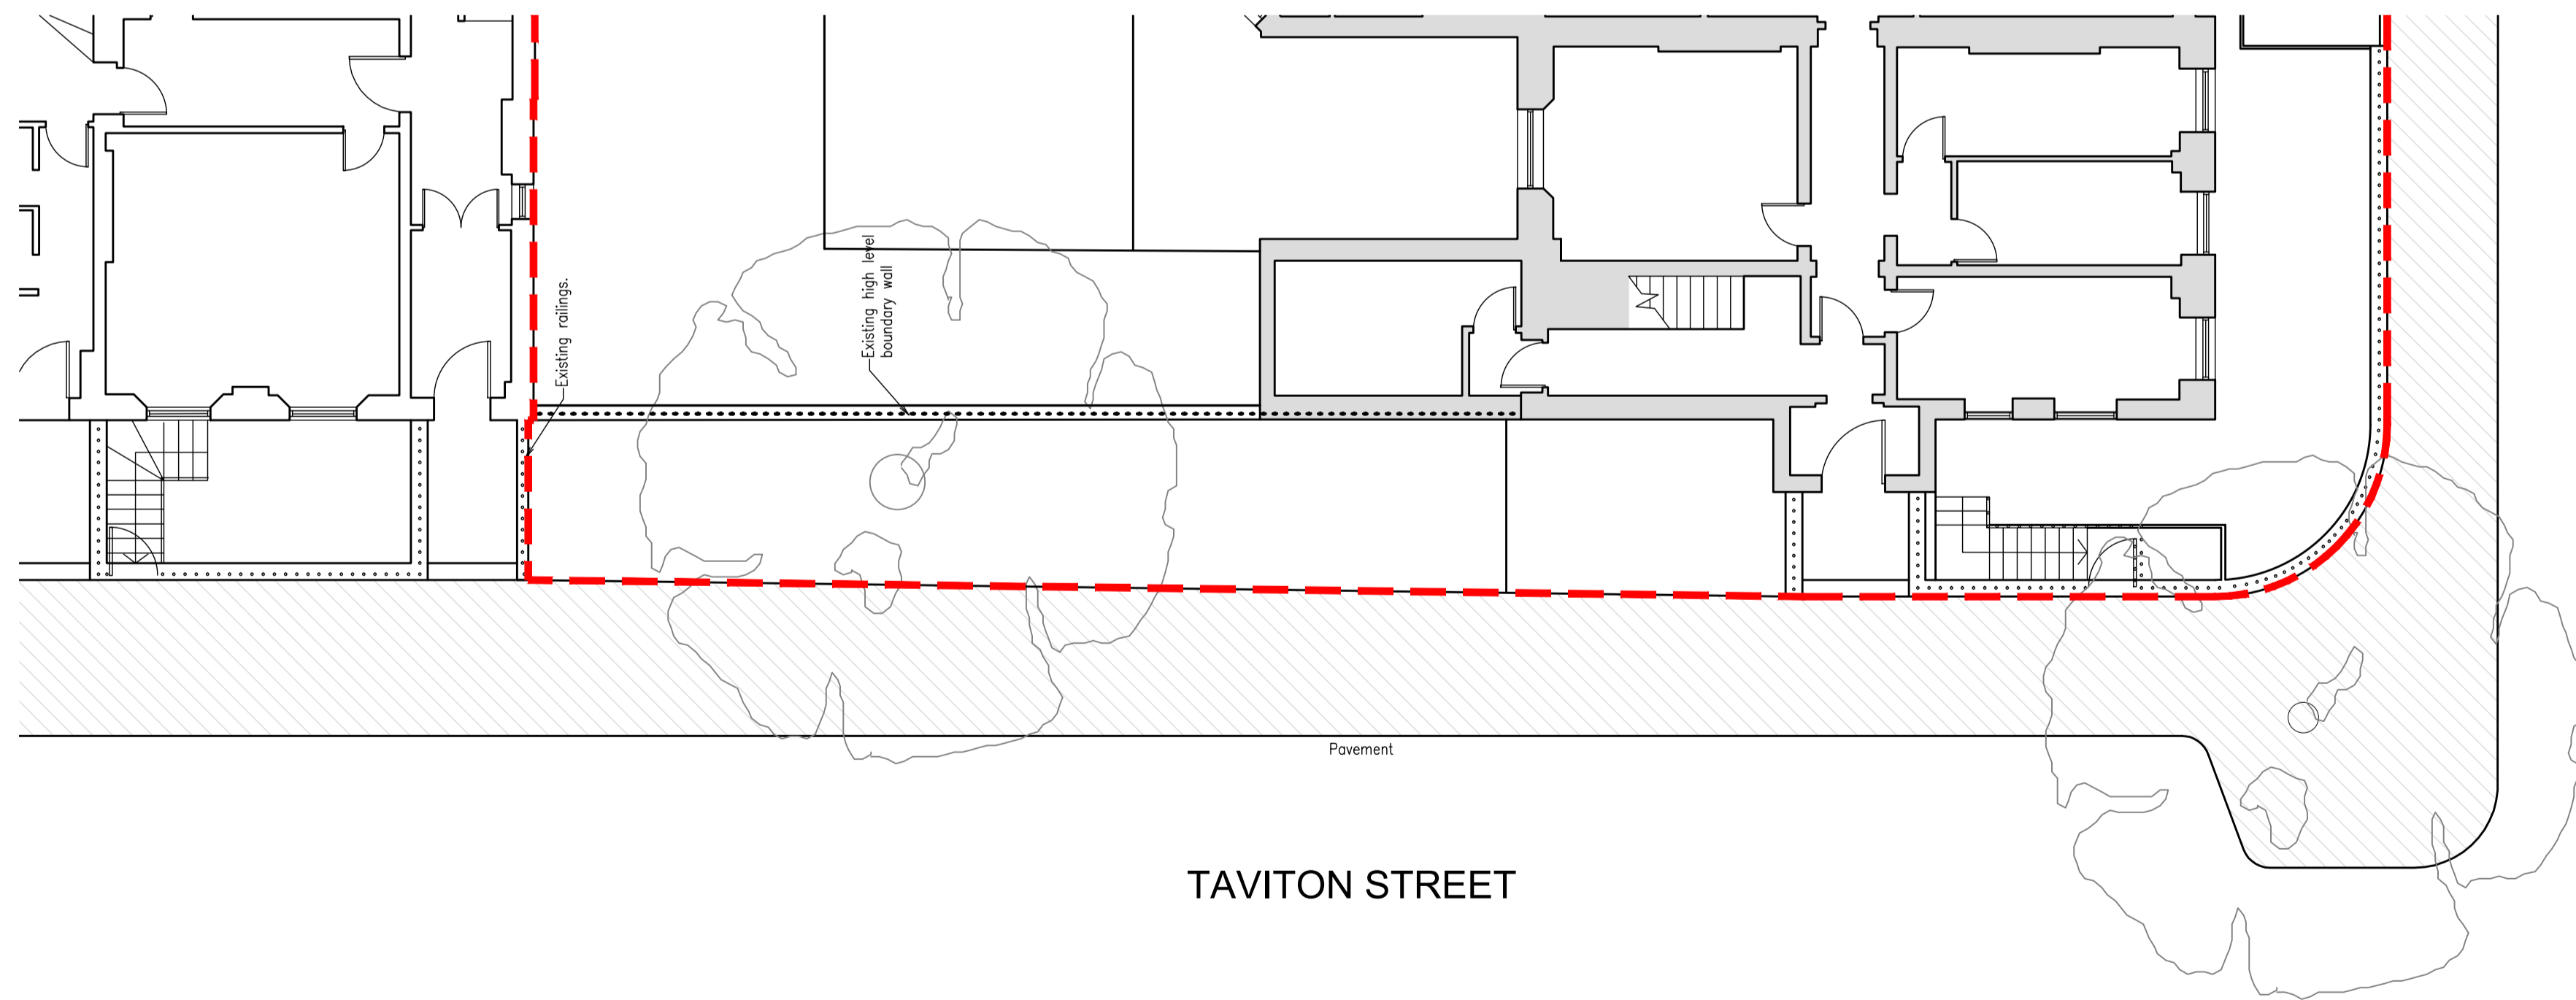 Existing railings.
Existing high level
boundary wall
Pavement
TAVITON STREET